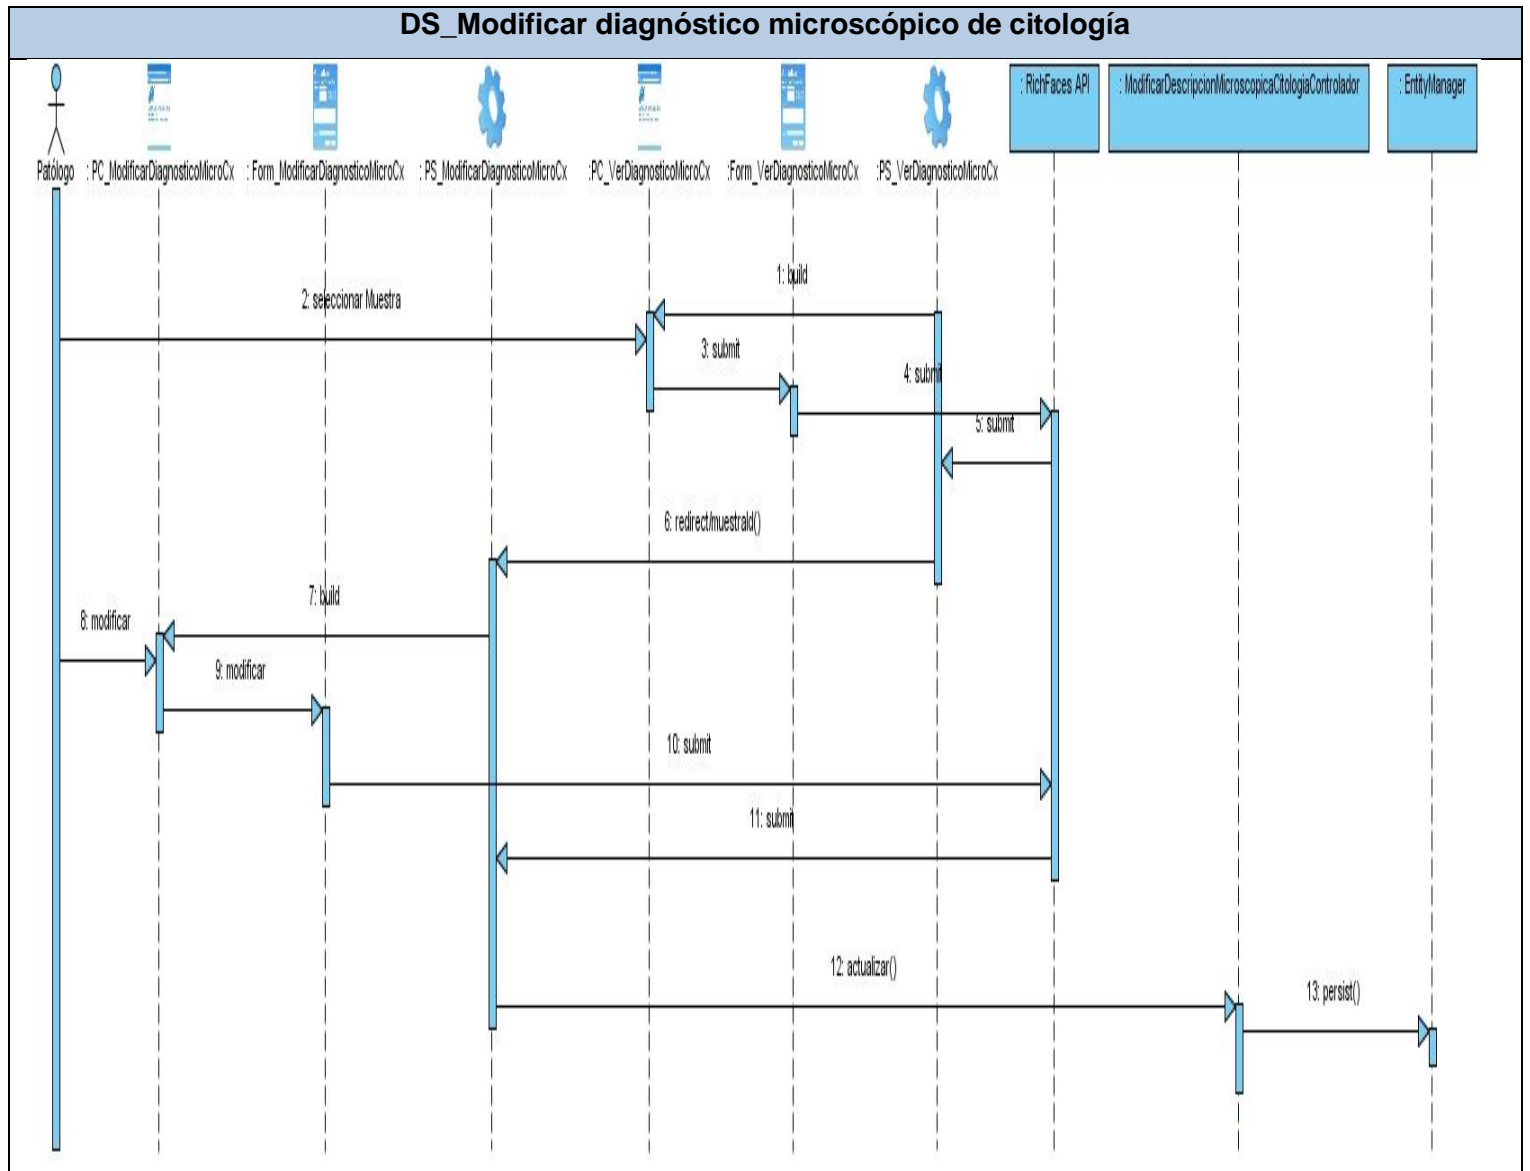 DS_Modificar diagnóstico microscópico de citología
Patólogo
: PC_ModificarDiagnosticoMicroCx
: Form_ModificarDiagnosticoMicroCx
: PS_ModificarDiagnosticoMicroCx
:PC_VerDiagnosticoMicroCx
:Form_VerDiagnosticoMicroCx
:PS_VerDiagnosticoMicroCx
: RichFaces API
: ModificarDescripcionMicroscopicaCitologiaControlador
: EntityManager
1: build
2: seleccionar Muestra
3: submit
4: submit
5: submit
6: redirect/muestraId()
7: build
8: modificar
9: modificar
10: submit
11: submit
12: actualizar()
13: persist()